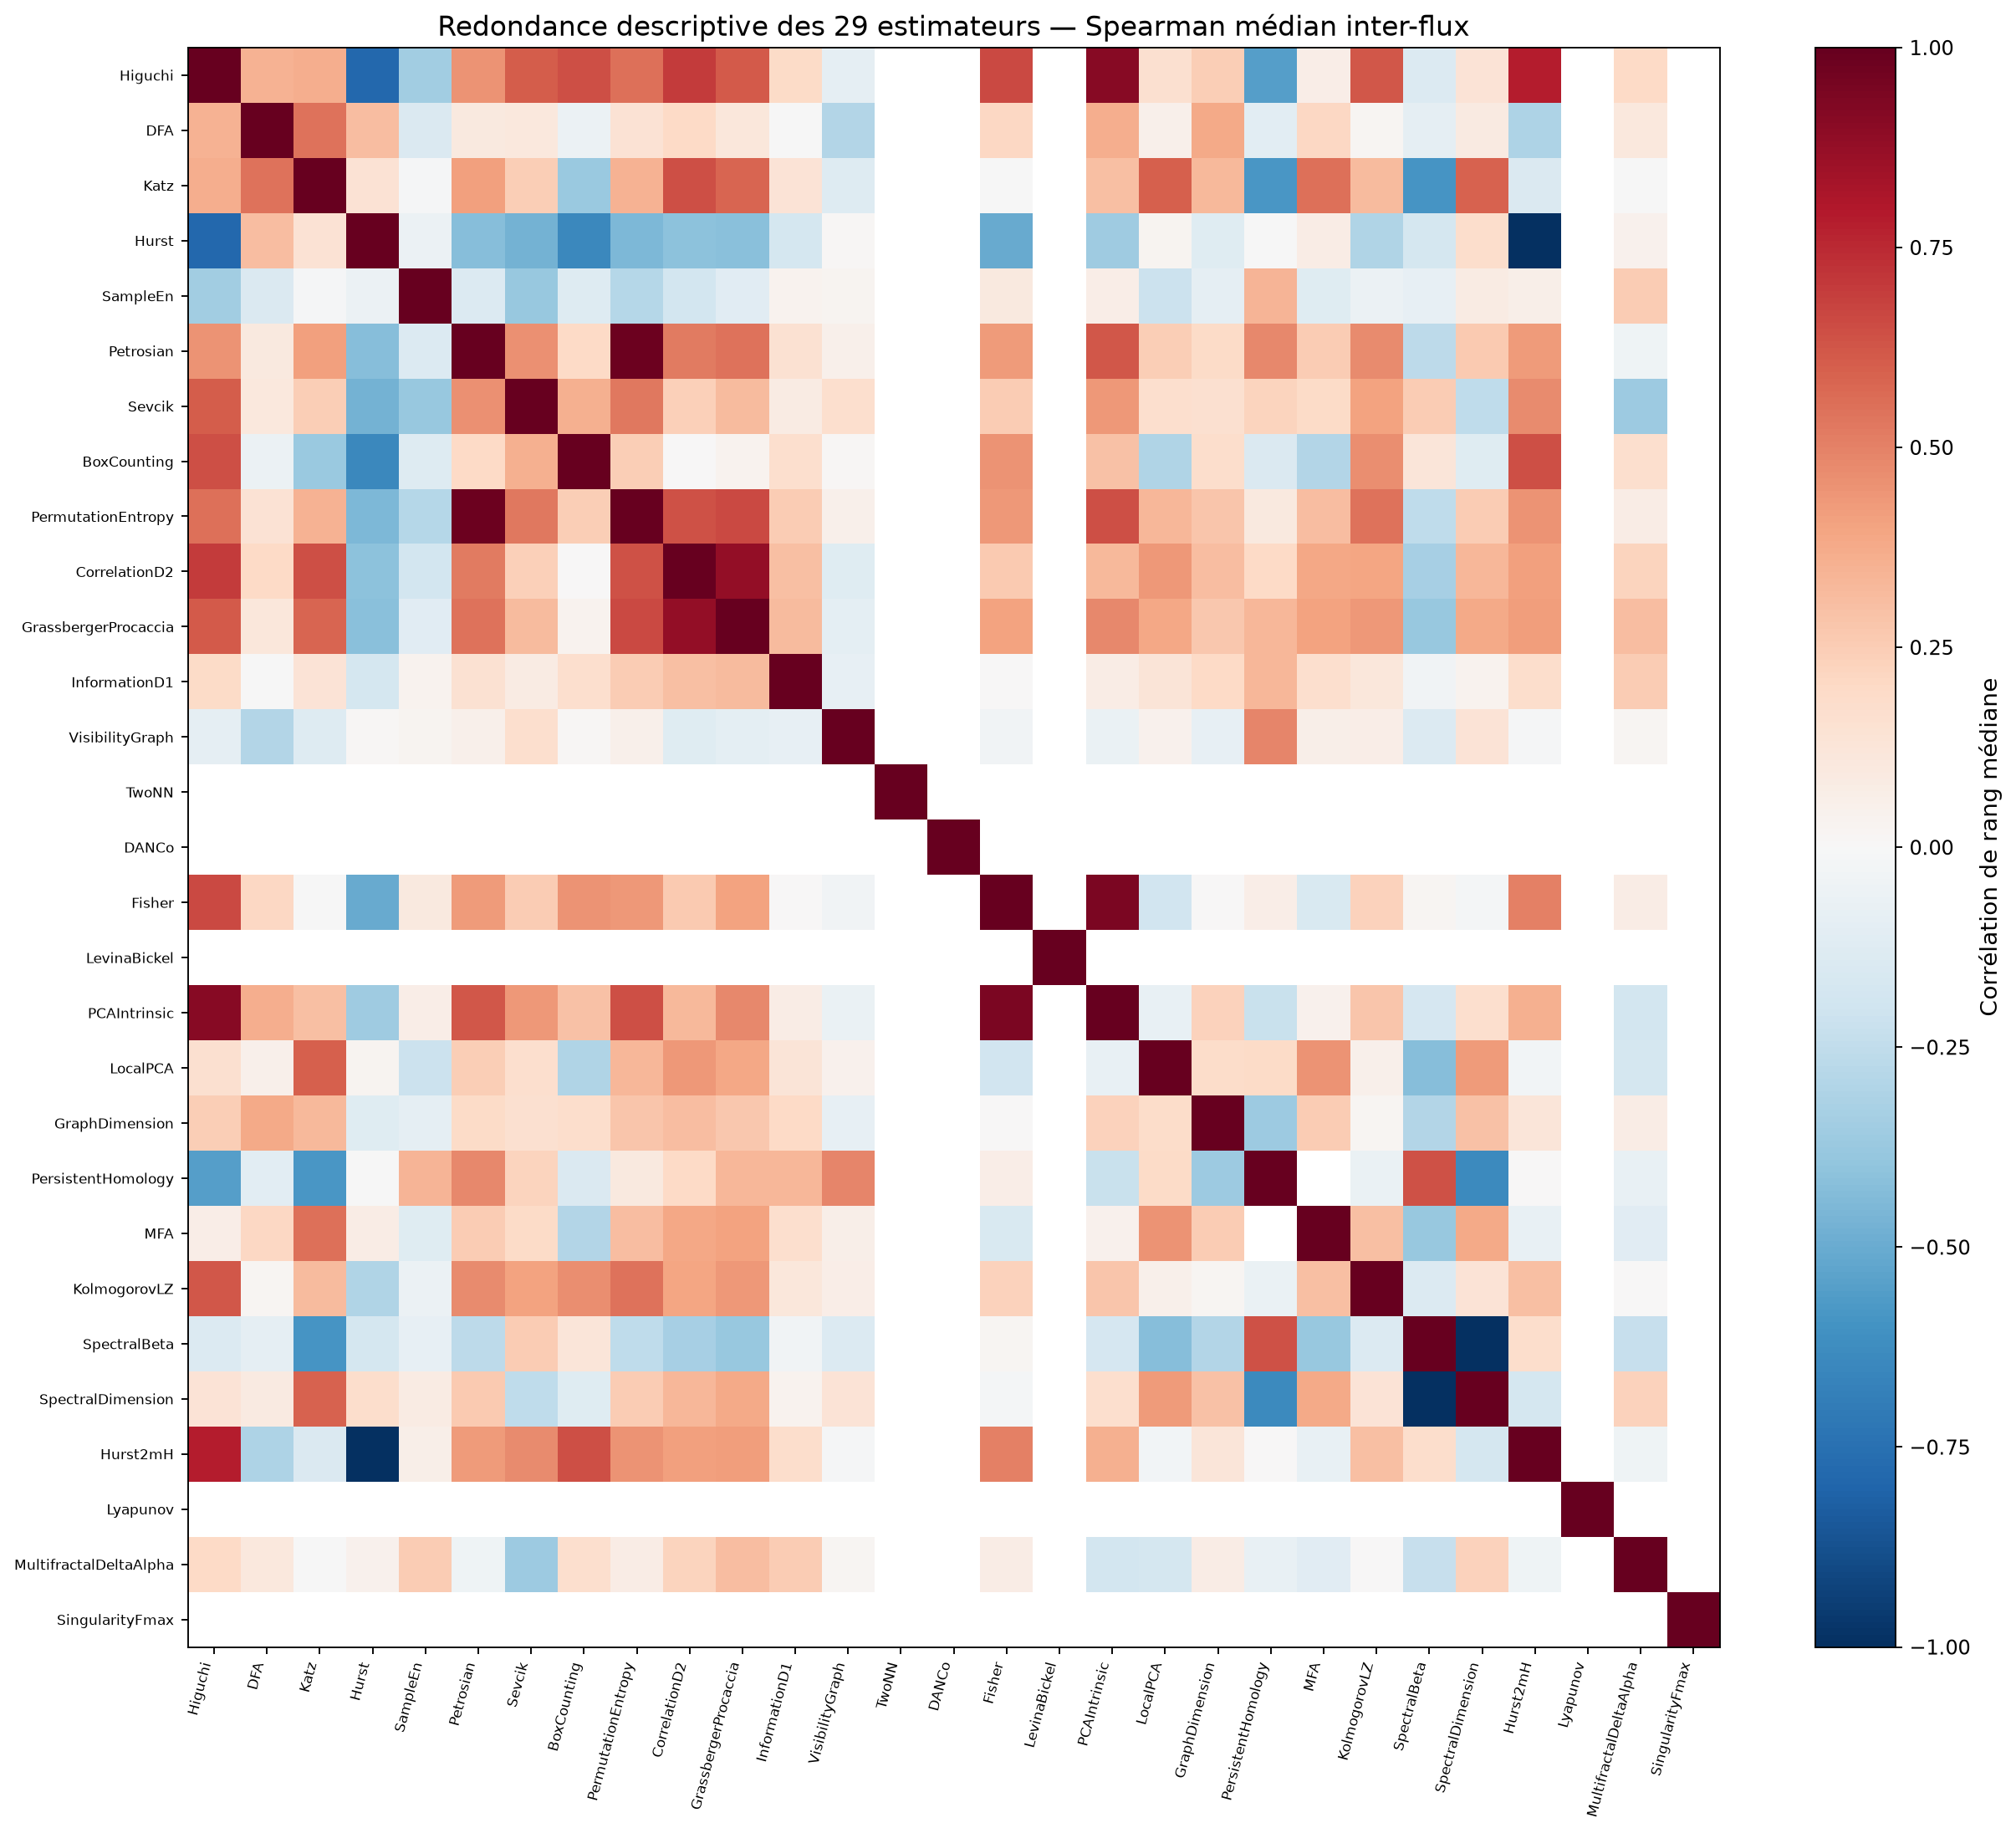 Redondance descriptive des 29 estimateurs — Spearman médian inter-flux
Higuchi
DFA
Katz
Hurst
SampleEn
Petrosian
Sevcik
BoxCounting
PermutationEntropy
CorrelationD2
GrassbergerProcaccia
InformationD1
VisibilityGraph
TwoNN
DANCo
Fisher
LevinaBickel
PCAIntrinsic
LocalPCA
GraphDimension
PersistentHomology
MFA
KolmogorovLZ
SpectralBeta
SpectralDimension
Hurst2mH
Lyapunov
MultifractalDeltaAlpha
SingularityFmax
Higuchi
DFA
Katz
Hurst
SampleEn
Petrosian
Sevcik
BoxCounting
PermutationEntropy
CorrelationD2
GrassbergerProcaccia
InformationD1
VisibilityGraph
TwoNN
DANCo
Fisher
LevinaBickel
PCAIntrinsic
LocalPCA
GraphDimension
PersistentHomology
MFA
KolmogorovLZ
SpectralBeta
SpectralDimension
Hurst2mH
Lyapunov
MultifractalDeltaAlpha
SingularityFmax
1.00
0.75
0.50
0.25
0.00
−0.25
−0.50
−0.75
−1.00
Corrélation de rang médiane